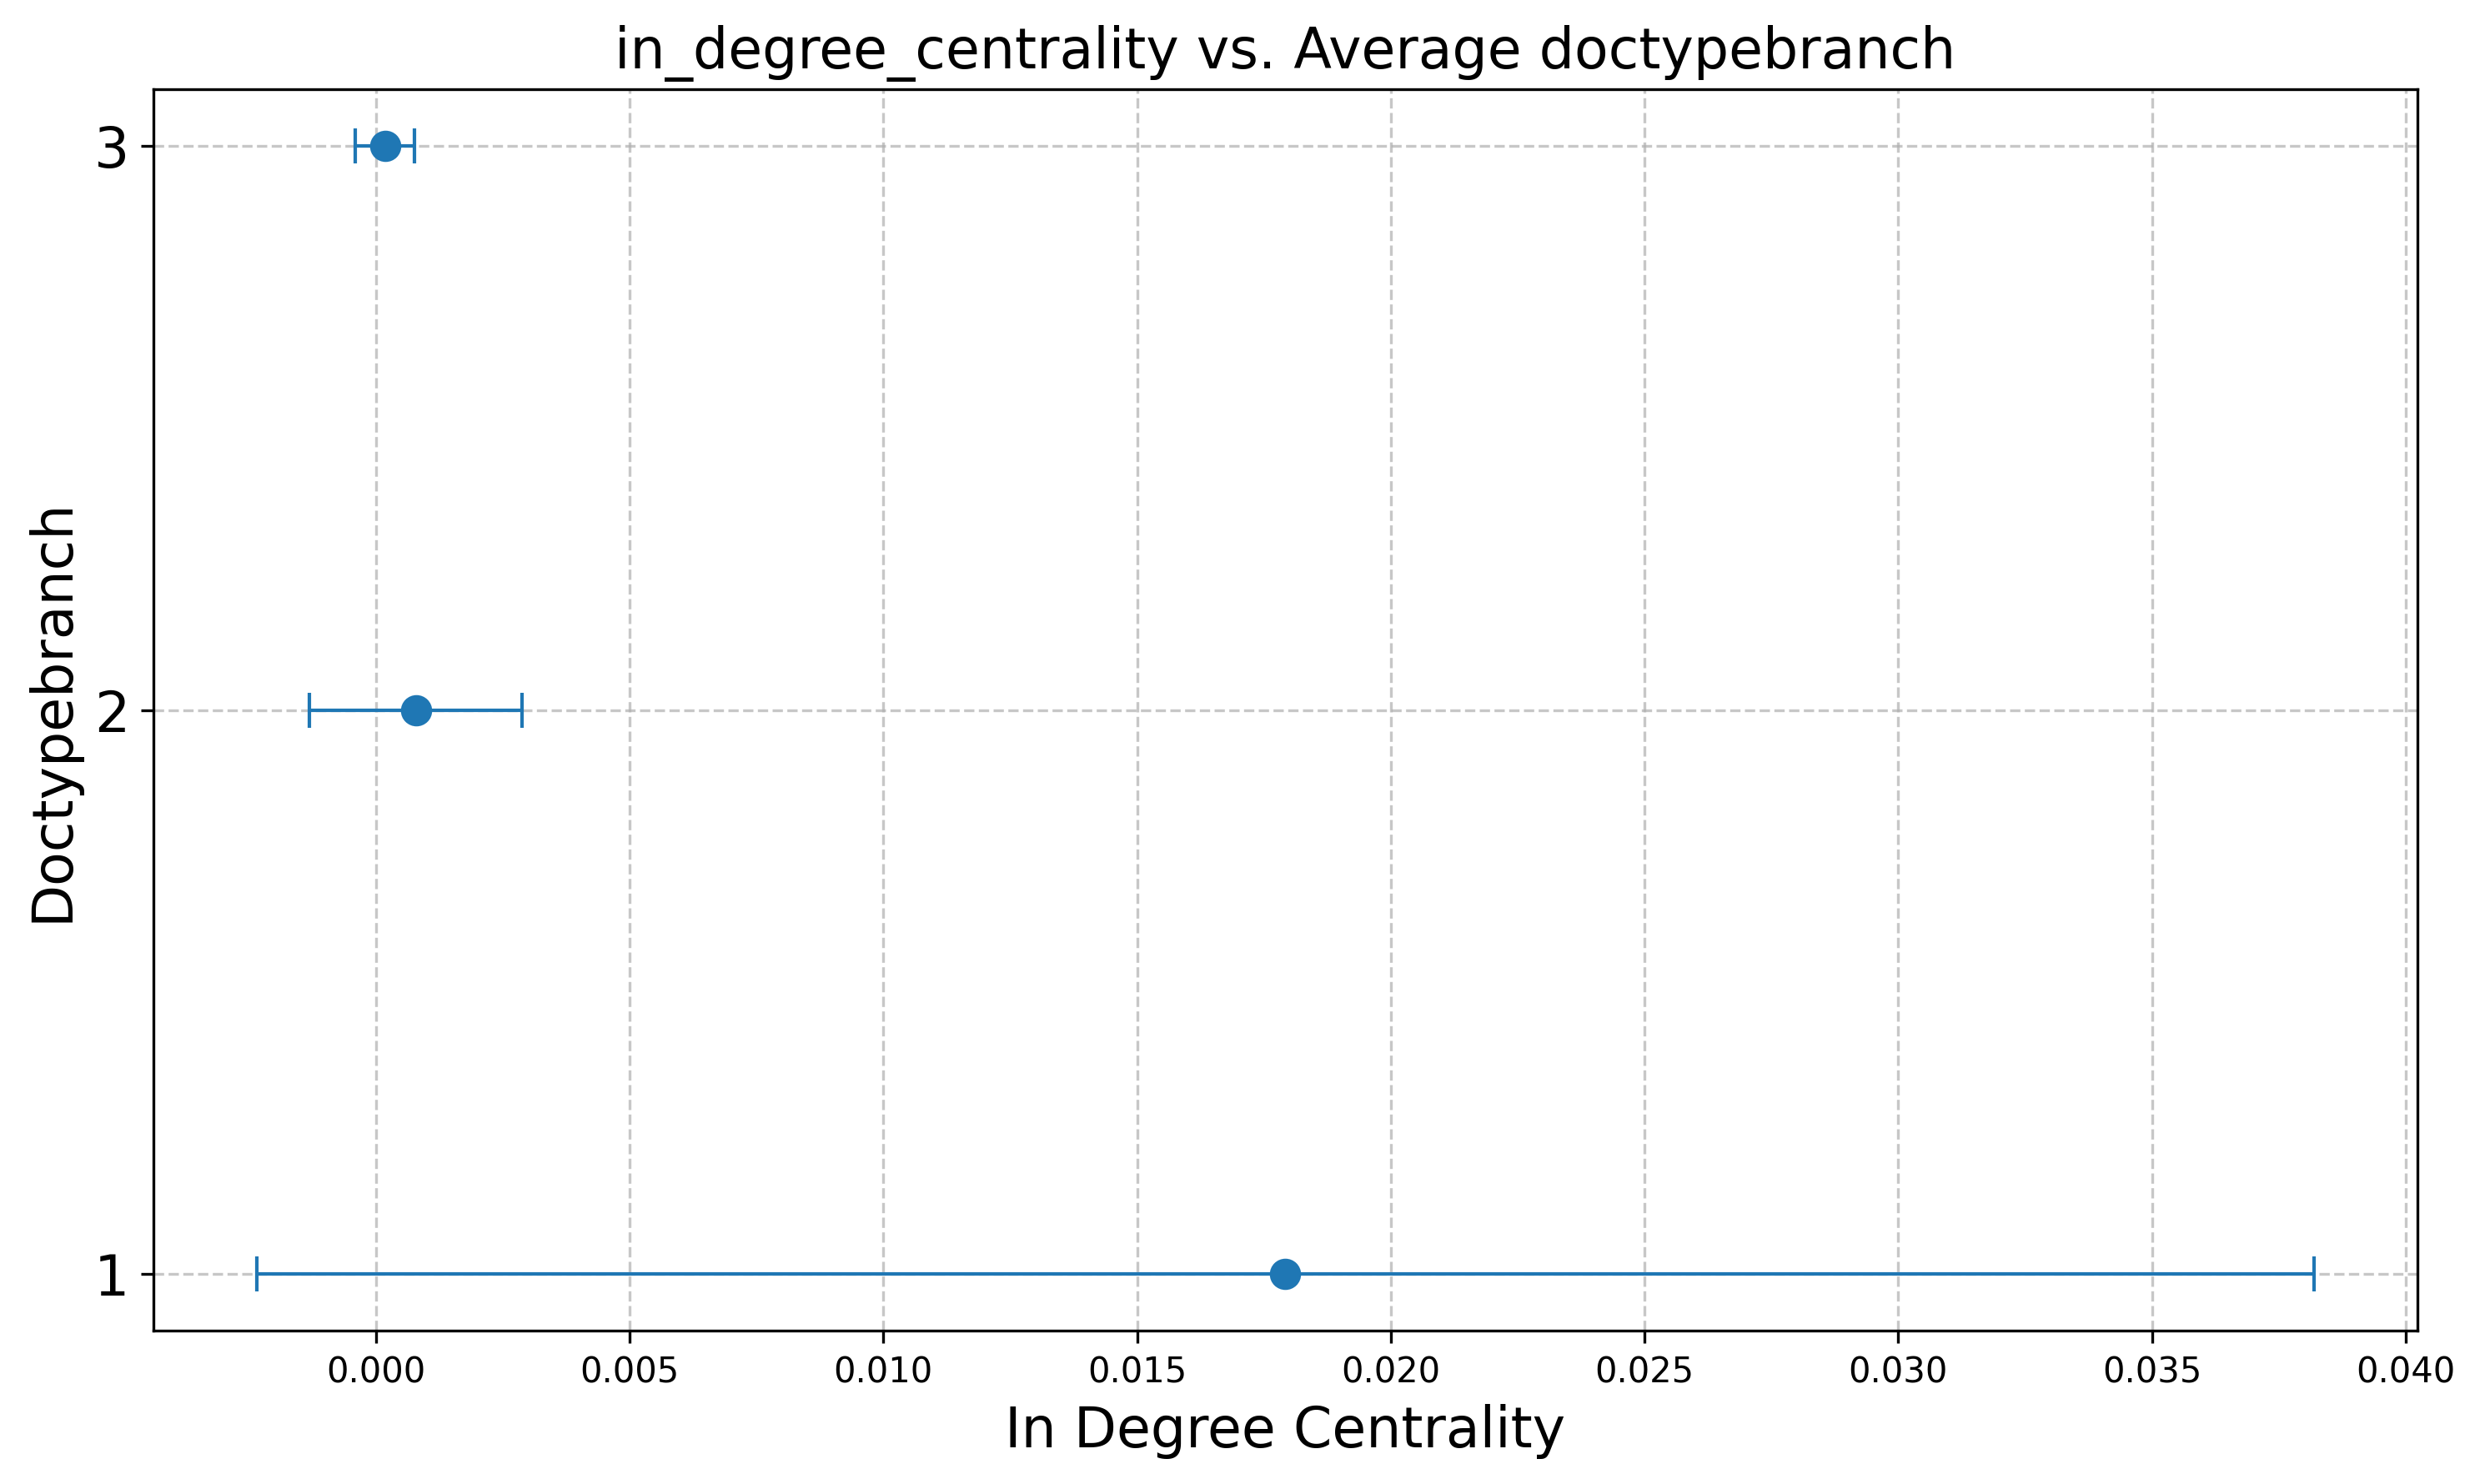 in_degree_centrality vs. Average doctypebranch
3
2
1
Doctypebranch
0.000 0.005 0.010 0.015 0.020 0.025 0.030 0.035 0.040
In Degree Centrality